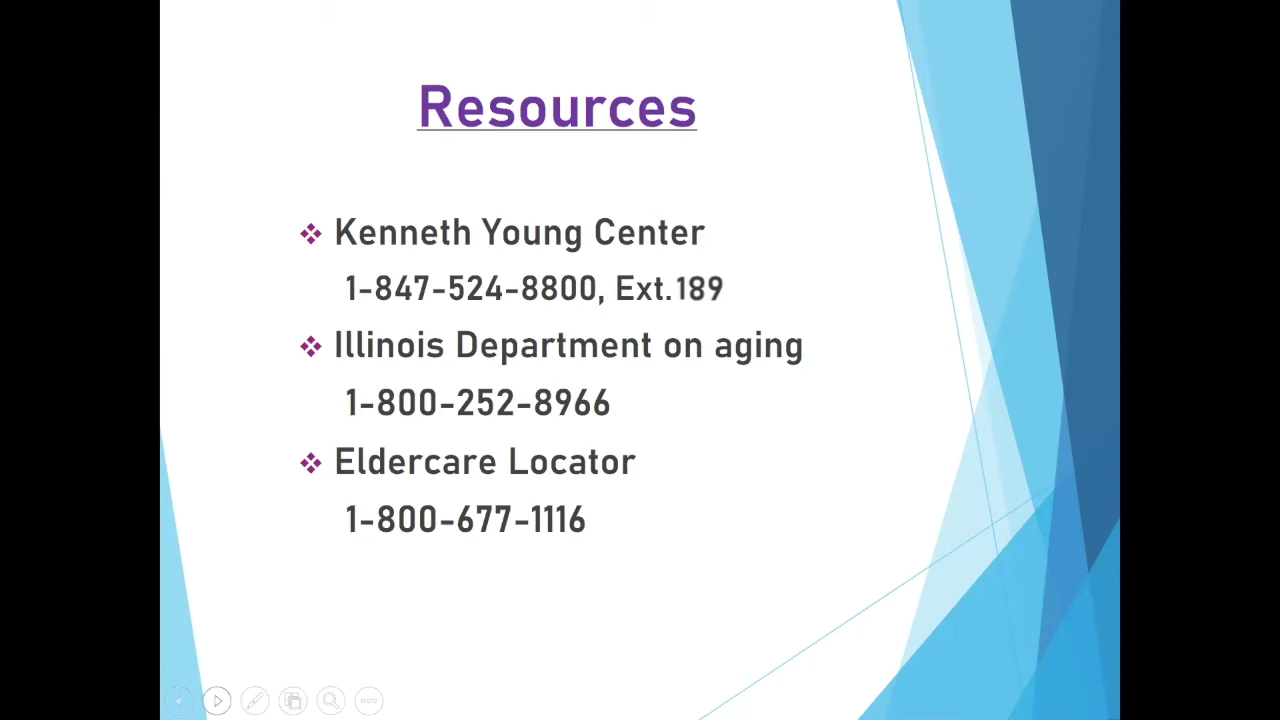 Resources
Kenneth Young Center
1-847-524-8800, Ext.189
Illinois Department on aging
1-800-252-8966
Eldercare Locator
1-800-677-1116